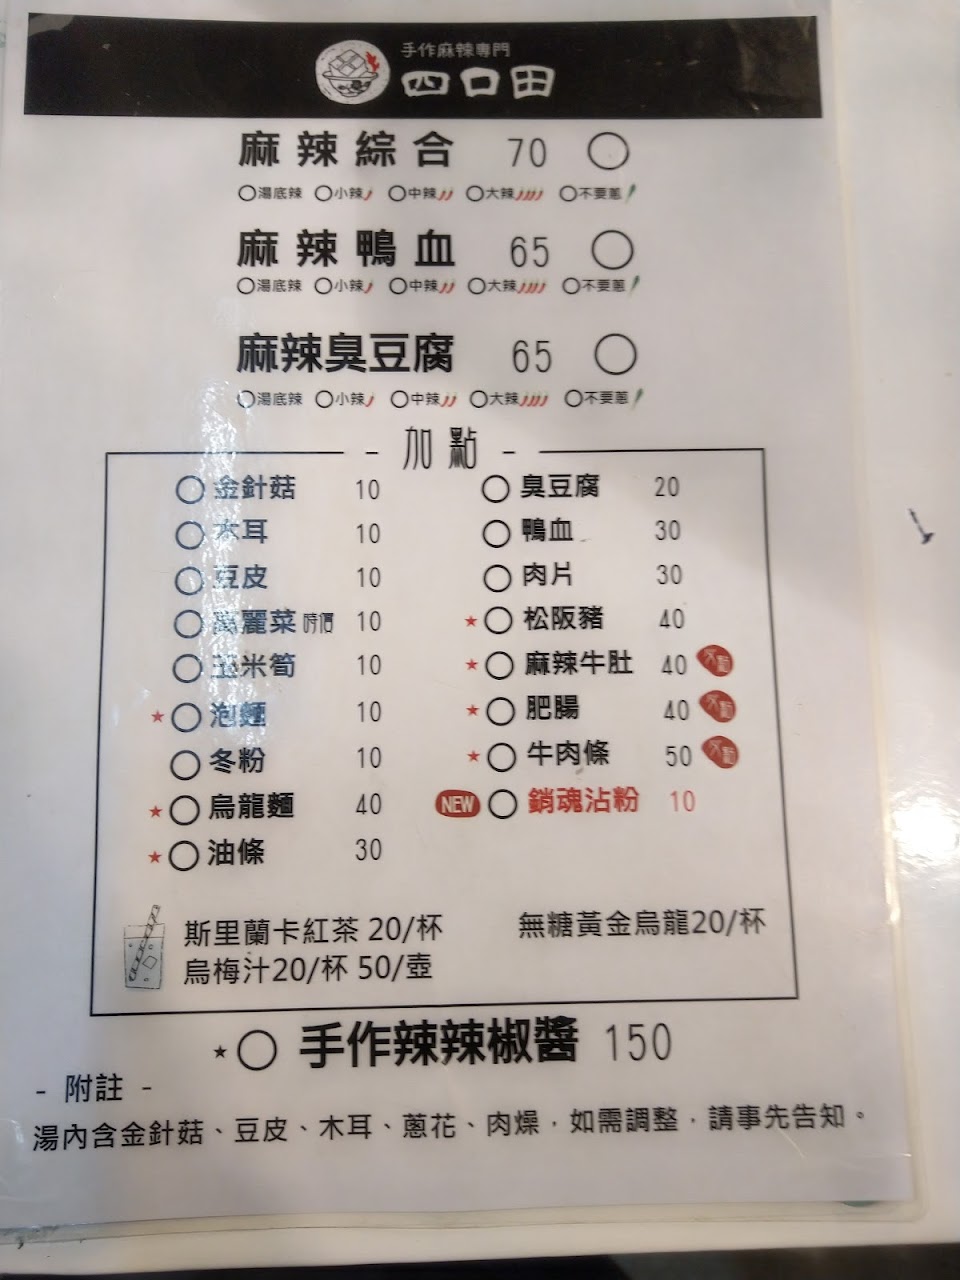 手作麻辣專門
四口田
麻辣綜合 70
湯底辣 小辣 中辣 大辣 不要蔥
麻辣鴨血 65
湯底辣 小辣 中辣 大辣 不要蔥
麻辣臭豆腐 65
湯底辣 小辣 中辣 大辣 不要蔥
- 加點 -
金針菇 10
木耳 10
豆皮 10
高麗菜 時價 10
玉米筍 10
泡麵 10
冬粉 10
烏龍麵 40
油條 30
臭豆腐 20
鴨血 30
肉片 30
松阪豬 40
麻辣牛肚 40
肥腸 40
牛肉條 50
NEW 銷魂沾粉 10
斯里蘭卡紅茶 20/杯 無糖黃金烏龍20/杯
烏梅汁20/杯 50/壺
手作辣辣椒醬 150
- 附註 -
湯內含金針菇、豆皮、木耳、蔥花、肉燥，如需調整，請事先告知。